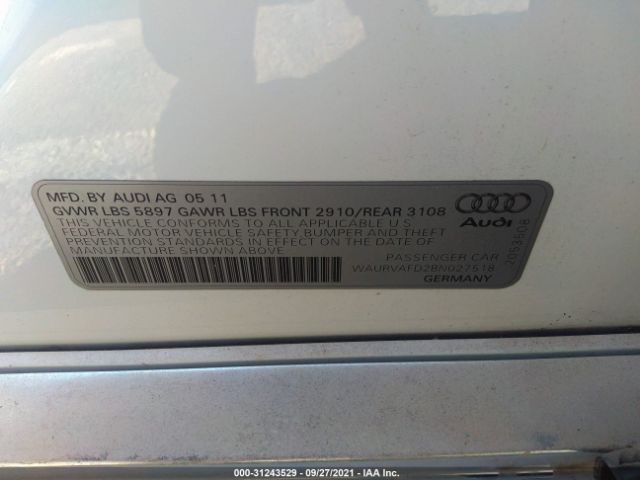 MFD. BY AUDI AG 05 11
GVWR LBS 5897 GAWR LBS FRONT 2910/REAR 3108
THIS VEHICLE CONFORMS TO ALL APPLICABLE U.S.
FEDERAL MOTOR VEHICLE SAFETY,BUMPER AND THEFT
PREVENTION STANDARDS IN EFFECT ON THE DATE OF
MANUFACTURE SHOWN ABOVE
PASSENGER CAR
WAURVAFD2BN027518
GERMANY
Audi
2053808
000-31243529 - 09/27/2021 - IAA Inc.